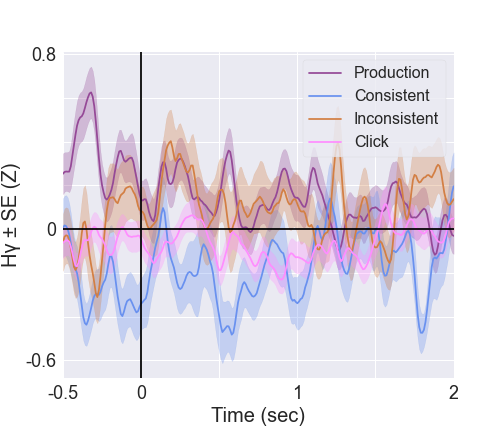 0.8
Production
Consistent
Inconsistent
Click
Hγ ± SE (Z)
0
-0.6
-0.5
0
1
2
Time (sec)